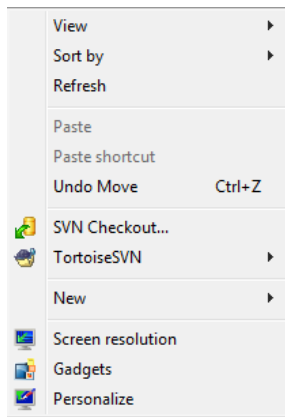 View
Sort by
Refresh
Paste
Paste shortcut
Undo Move Ctrl+Z
SVN Checkout...
TortoiseSVN
New
Screen resolution
Gadgets
Personalize